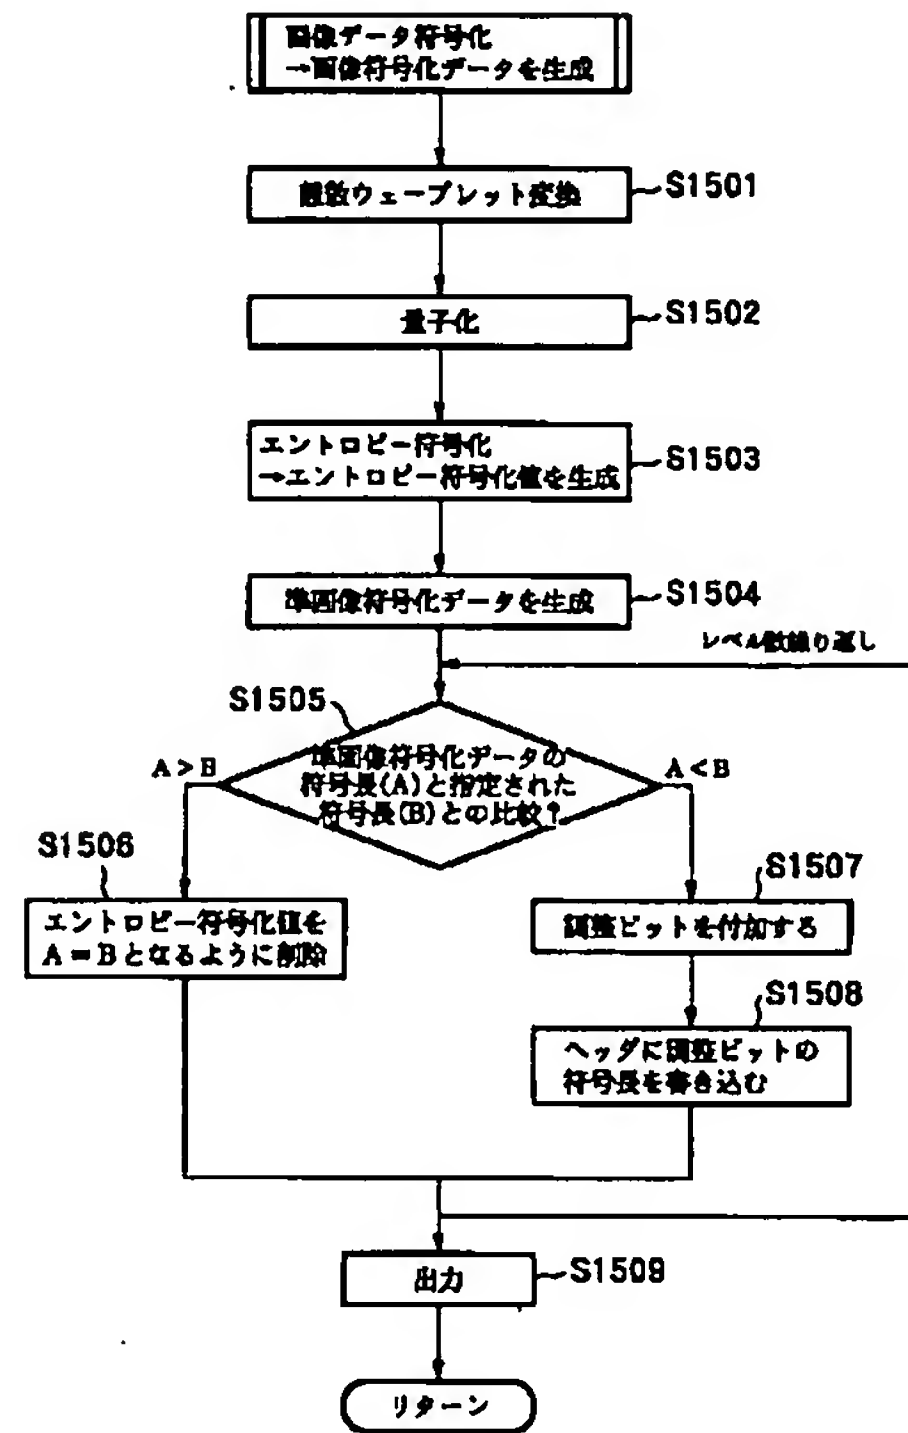 画像データ符号化
→画像符号化データを生成
離散ウェーブレット変換
S1501
量子化
S1502
エントロピー符号化
→エントロピー符号化値を生成
S1503
準画像符号化データを生成
S1504
レベル数繰り返し
S1505
準画像符号化データの
符号長(A)と指定された
符号長(B)との比較?
A>B
A<B
S1506
エントロピー符号化値を
A=Bとなるように削除
S1507
調整ビットを付加する
S1508
ヘッダに調整ビットの
符号長を書き込む
出力
S1509
リターン